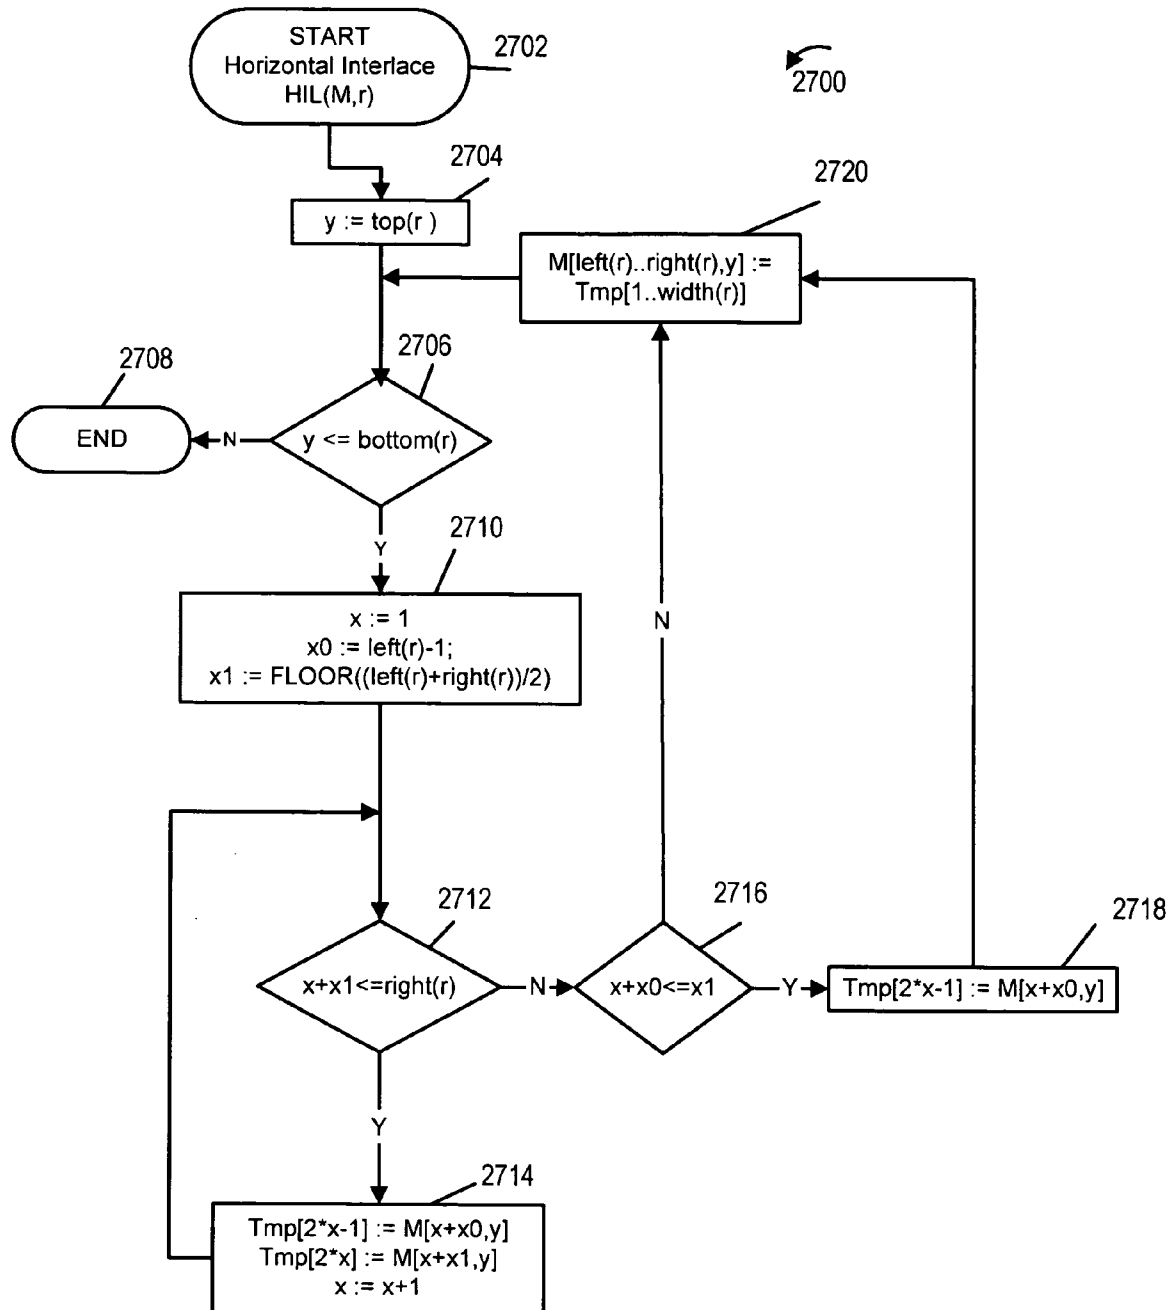 START
Horizontal Interlace
HIL(M,r)
2702
2700
2704
y := top(r )
2720
M[left(r)..right(r),y] :=
Tmp[1..width(r)]
2706
2708
END
N
y <= bottom(r)
Y
2710
x := 1
x0 := left(r)-1;
x1 := FLOOR((left(r)+right(r))/2)
N
2712
x+x1<=right(r)
N
2716
x+x0<=x1
Y
2718
Tmp[2*x-1] := M[x+x0,y]
Y
2714
Tmp[2*x-1] := M[x+x0,y]
Tmp[2*x] := M[x+x1,y]
x := x+1